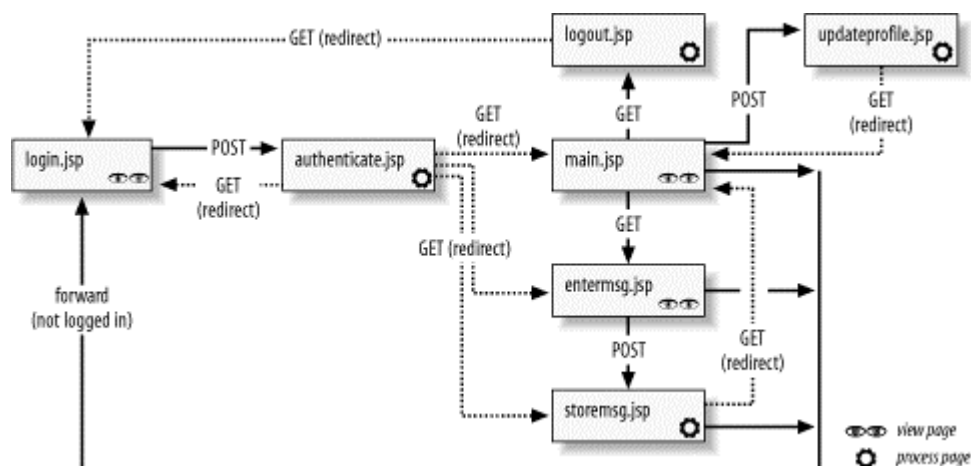 GET (redirect)
logout.jsp
updateprofile.jsp
GET
POST
GET
(redirect)
GET
(redirect)
login.jsp
POST
authenticate.jsp
main.jsp
GET
(redirect)
GET
GET (redirect)
entermsg.jsp
forward
(not logged in)
POST
GET
(redirect)
storemsg.jsp
view page
process page